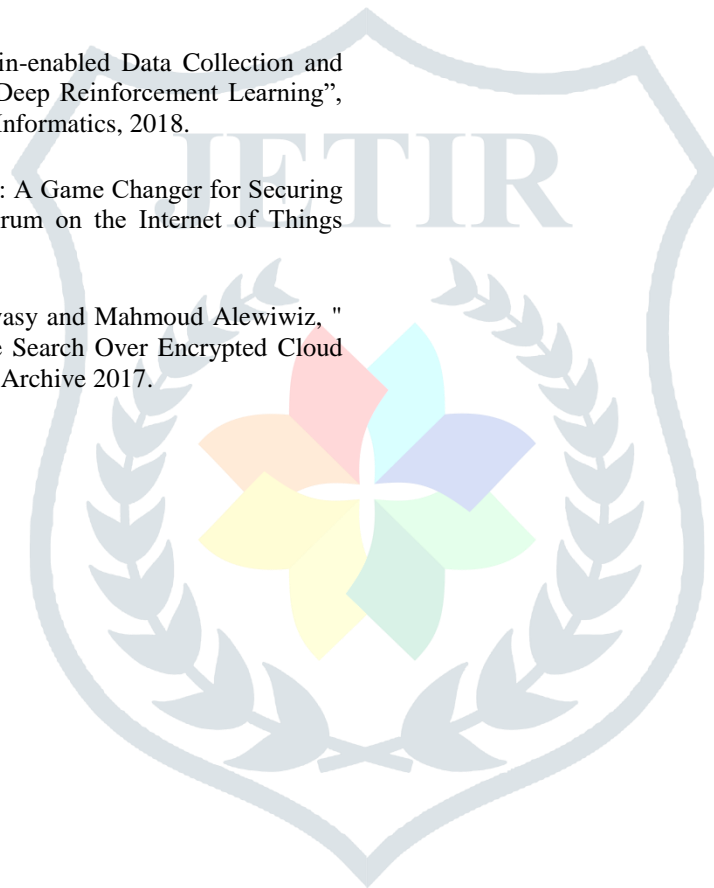 in-enabled Data Collection and
Deep Reinforcement Learning”,
Informatics, 2018.
: A Game Changer for Securing
rum on the Internet of Things
JETIR
asy and Mahmoud Alewiwiz, "
Search Over Encrypted Cloud
Archive 2017.